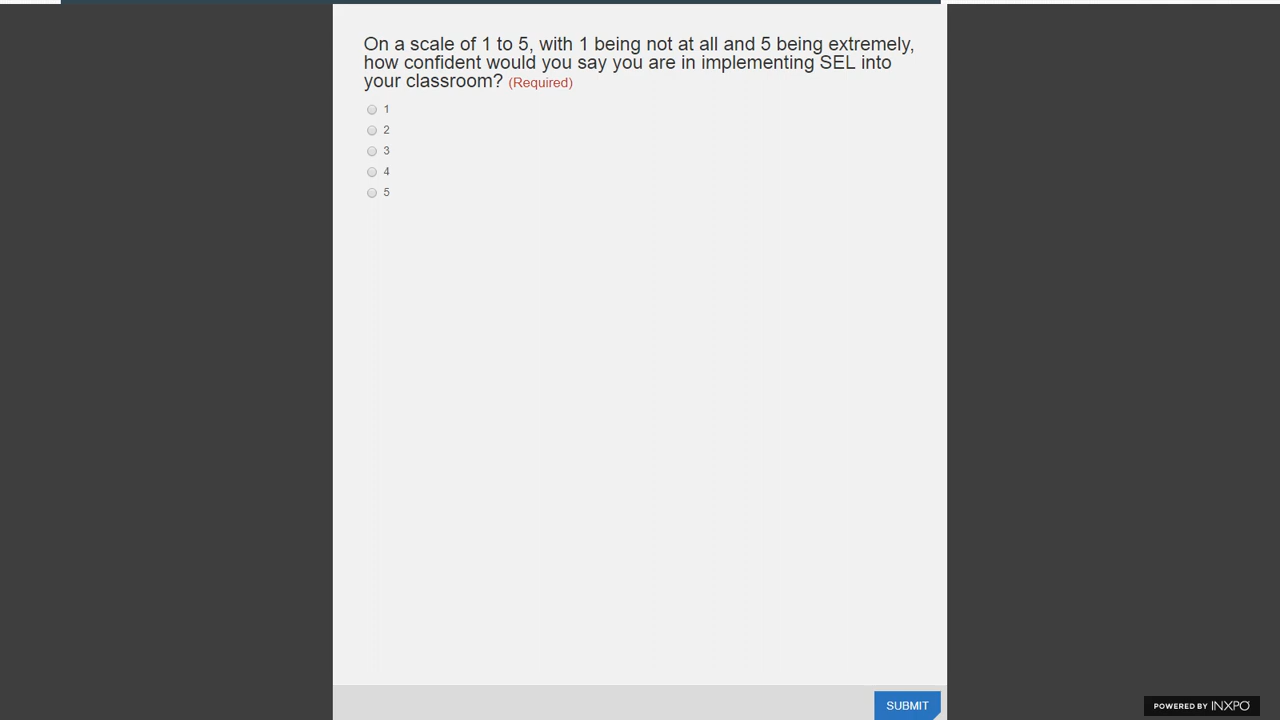 On a scale of 1 to 5, with 1 being not at all and 5 being extremely,
how confident would you say you are in implementing SEL into
your classroom? (Required)
1
2
3
4
5
SUBMIT
POWERED BY INXPO